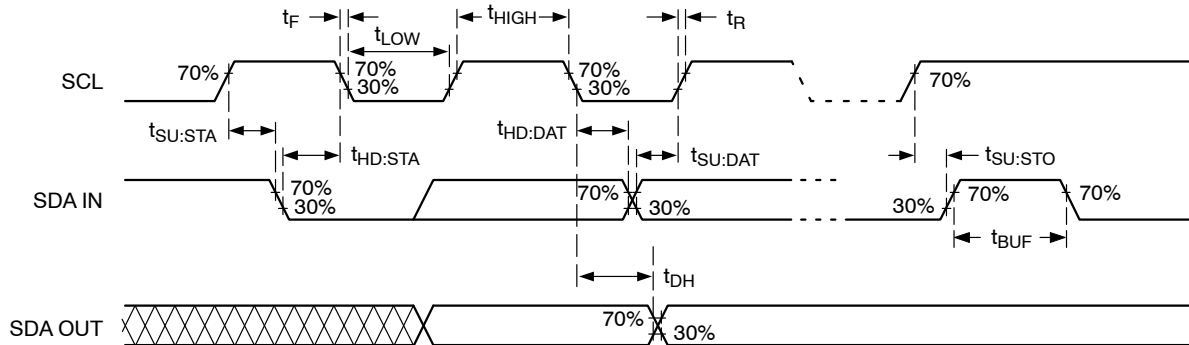 tF tLOW tHIGH tR
SCL 70% 70% 30% 70% 30% 70%
tSU:STA tHD:STA tHD:DAT tSU:DAT tSU:STO
SDA IN 70% 30% 70% 30% 30% 70% 70%
tBUF
tDH
SDA OUT 70% 30%